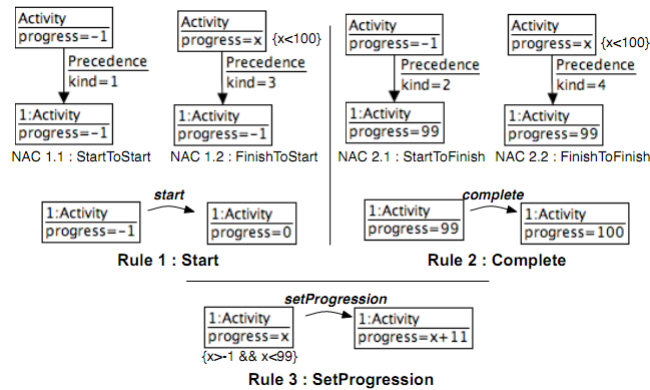 Activity
progress=-1
Precedence
kind=1
1:Activity
progress=-1
NAC 1.1 : StartToStart
Activity
progress=x
{x<100}
Precedence
kind=3
1:Activity
progress=-1
NAC 1.2 : FinishToStart
1:Activity
progress=-1
start
1:Activity
progress=0
Rule 1 : Start
Activity
progress=-1
Precedence
kind=2
1:Activity
progress=99
NAC 2.1 : StartToFinish
Activity
progress=x
{x<100}
Precedence
kind=4
1:Activity
progress=99
NAC 2.2 : FinishToFinish
1:Activity
progress=99
complete
1:Activity
progress=100
Rule 2 : Complete
setProgression
1:Activity
progress=x
{x>-1 && x<99}
1:Activity
progress=x+11
Rule 3 : SetProgression